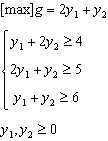 [max]g = 2y₁ + y₂
y₁ + 2y₂ ≥ 4
2y₁ + y₂ ≥ 5
y₁ + y₂ ≥ 6
y₁, y₂ ≥ 0